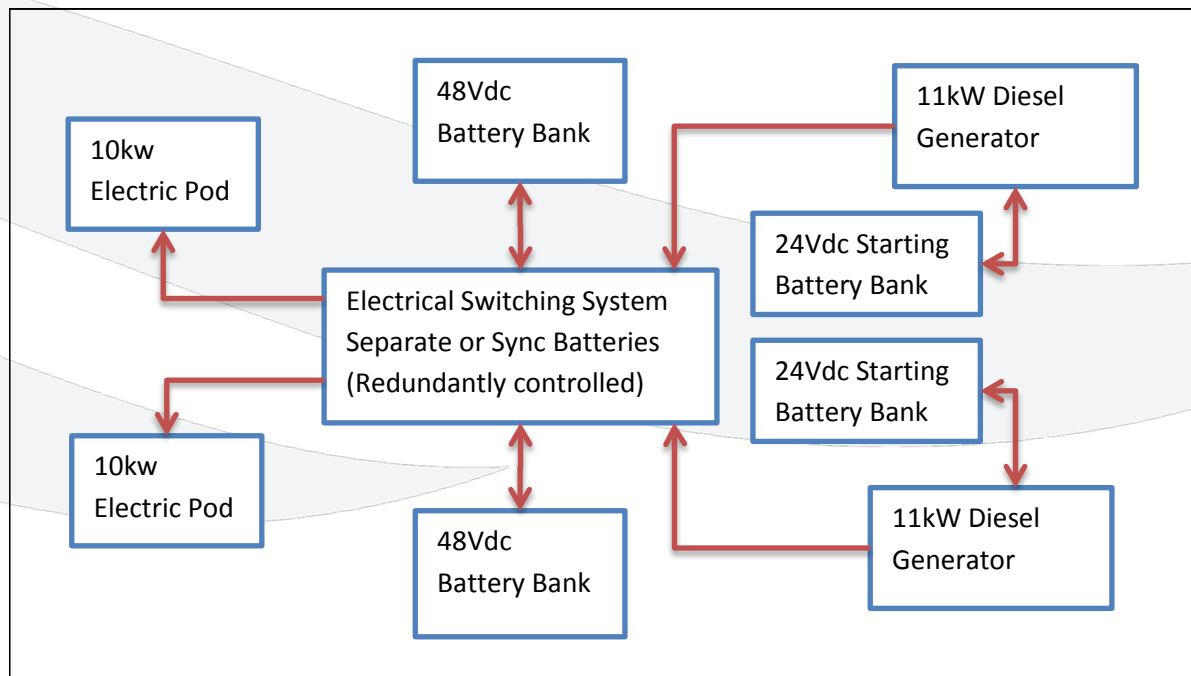 48Vdc
Battery Bank
11kW Diesel
Generator
10kw
Electric Pod
24Vdc Starting
Battery Bank
Electrical Switching System
Separate or Sync Batteries
(Redundantly controlled)
24Vdc Starting
Battery Bank
10kw
Electric Pod
48Vdc
Battery Bank
11kW Diesel
Generator